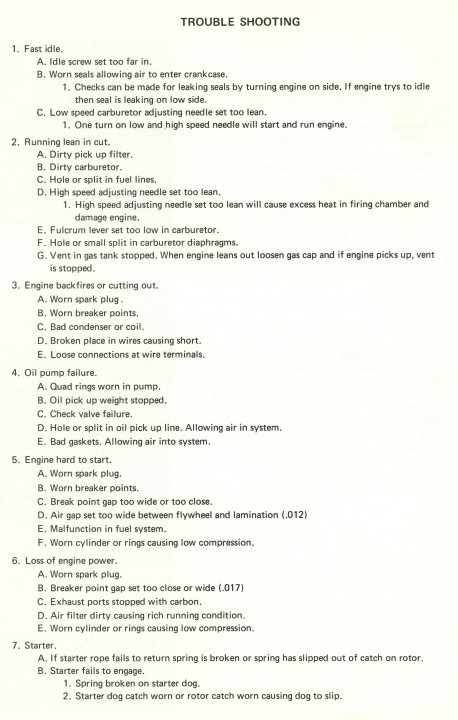 TROUBLE SHOOTING
1. Fast idle.
A. Idle screw set too far in.
B. Worn seals allowing air to enter crankcase.
1. Checks can be made for leaking seals by turning engine on side. If engine trys to idle
then seal is leaking on low side.
C. Low speed carburetor adjusting needle set too lean.
1. One turn on low and high speed needle will start and run engine.
2. Running lean in cut.
A. Dirty pick up filter.
B. Dirty carburetor.
C. Hole or split in fuel lines.
D. High speed adjusting needle set too lean.
1. High speed adjusting needle set too lean will cause excess heat in firing chamber and
damage engine.
E. Fulcrum lever set too low in carburetor.
F. Hole or small split in carburetor diaphragms.
G. Vent in gas tank stopped. When engine leans out loosen gas cap and if engine picks up, vent
is stopped.
3. Engine backfires or cutting out.
A. Worn spark plug.
B. Worn breaker points.
C. Bad condenser or coil.
D. Broken place in wires causing short.
E. Loose connections at wire terminals.
4. Oil pump failure.
A. Quad rings worn in pump.
B. Oil pick up weight stopped.
C. Check valve failure.
D. Hole or split in oil pick up line. Allowing air in system.
E. Bad gaskets. Allowing air into system.
5. Engine hard to start.
A. Worn spark plug.
B. Worn breaker points.
C. Break point gap too wide or too close.
D. Air gap set too wide between flywheel and lamination (.012)
E. Malfunction in fuel system.
F. Worn cylinder or rings causing low compression.
6. Loss of engine power.
A. Worn spark plug.
B. Breaker point gap set too close or wide (.017)
C. Exhaust ports stopped with carbon.
D. Air filter dirty causing rich running condition.
E. Worn cylinder or rings causing low compression.
7. Starter.
A. If starter rope fails to return spring is broken or spring has slipped out of catch on rotor.
B. Starter fails to engage.
1. Spring broken on starter dog.
2. Starter dog catch worn or rotor catch worn causing dog to slip.